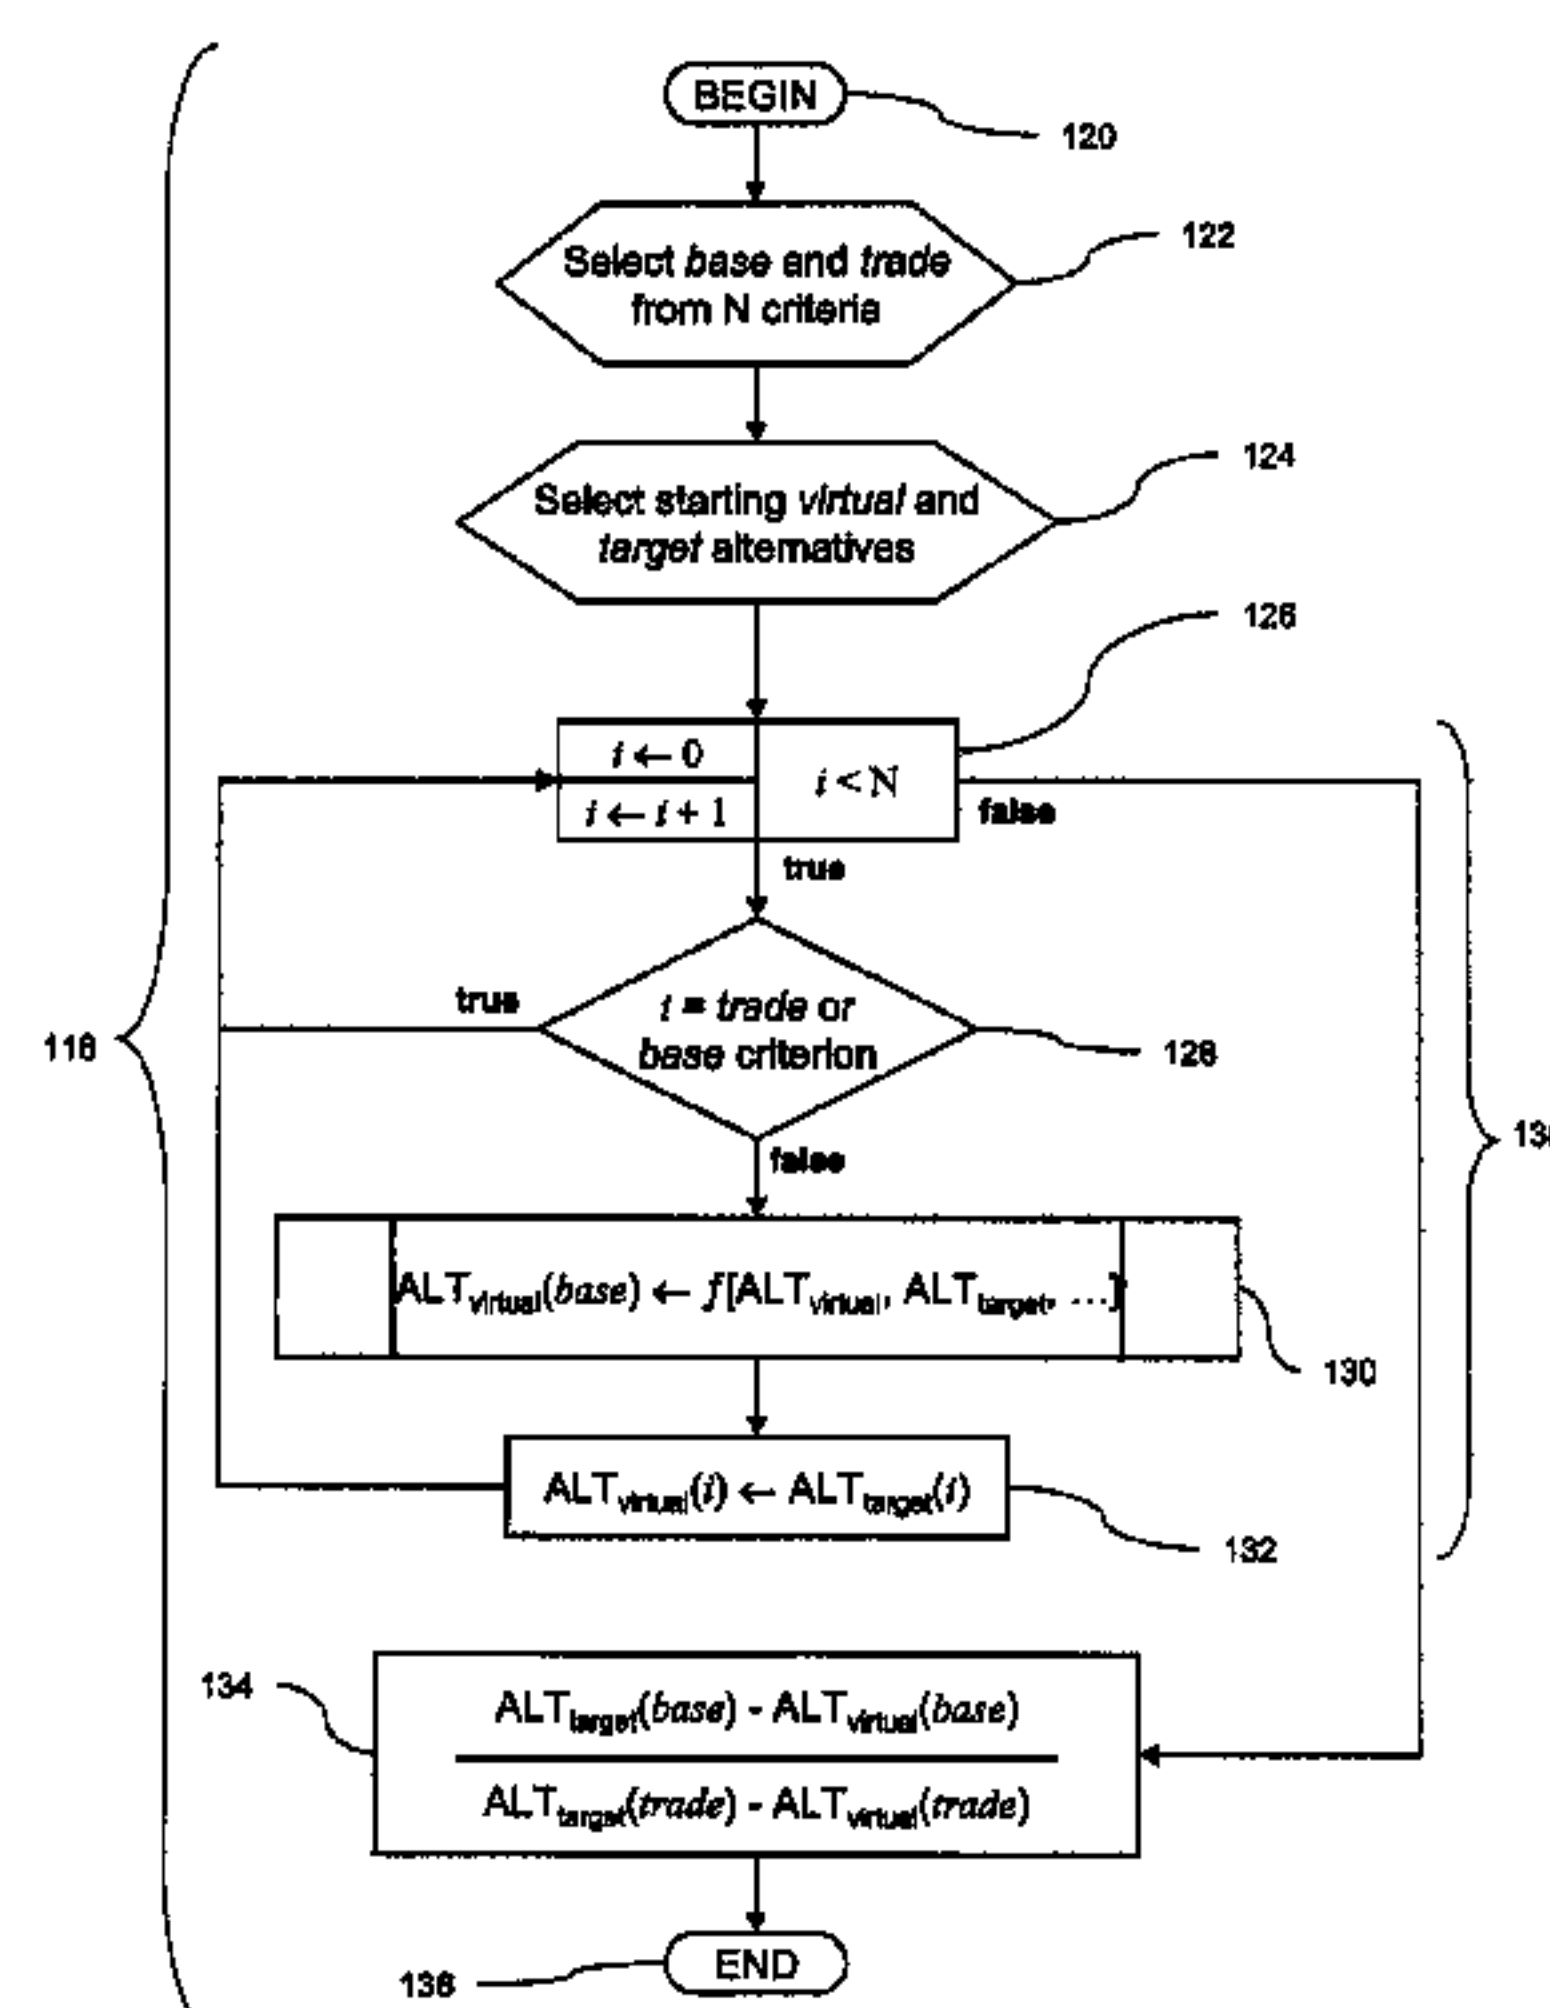 BEGIN
120
Select base and trade
from N criteria
122
Select starting virtual and
target alternatives
124
126
i ← 0
i ← i + 1
i < N
false
true
i = trade or
base criterion
true
128
118
false
ALTvirtual(base) ← f[ALTvirtual, ALTtarget, ...]
130
ALTvirtual(i) ← ALTtarget(i)
132
134
ALTtarget(base) - ALTvirtual(base)
ALTtarget(trade) - ALTvirtual(trade)
END
136